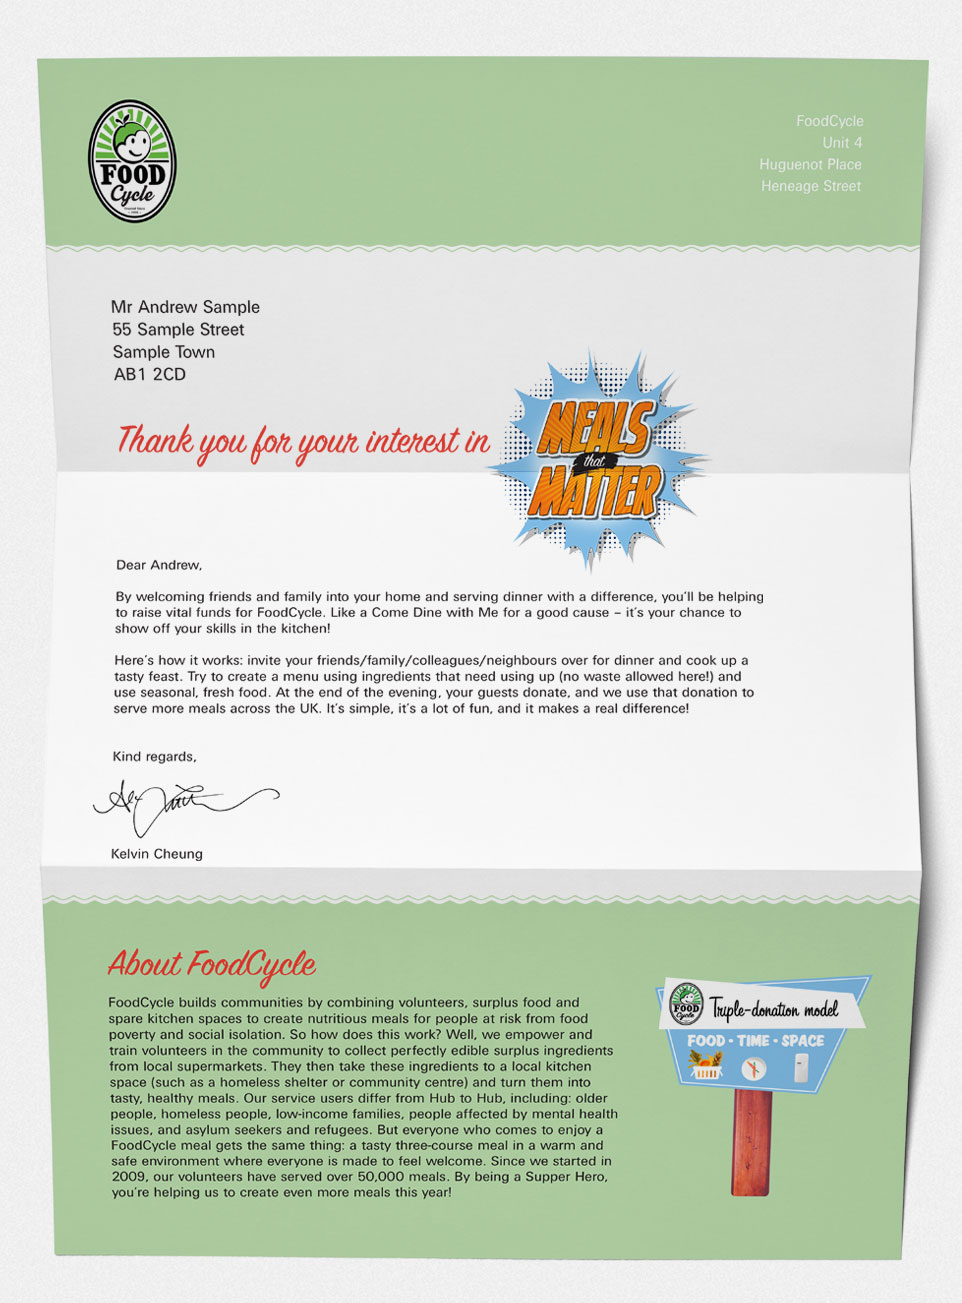 FOOD
Cycle
FoodCycle
Unit 4
Huguenot Place
Heneage Street
Mr Andrew Sample
55 Sample Street
Sample Town
AB1 2CD
Thank you for your interest in
MEALS
that
MATTER
Dear Andrew,
By welcoming friends and family into your home and serving dinner with a difference, you'll be helping
to raise vital funds for FoodCycle. Like a Come Dine with Me for a good cause – it's your chance to
show off your skills in the kitchen!
Here's how it works: invite your friends/family/colleagues/neighbours over for dinner and cook up a
tasty feast. Try to create a menu using ingredients that need using up (no waste allowed here!) and
use seasonal, fresh food. At the end of the evening, your guests donate, and we use that donation to
serve more meals across the UK. It's simple, it's a lot of fun, and it makes a real difference!
Kind regards,
Kelvin Cheung
About FoodCycle
FoodCycle builds communities by combining volunteers, surplus food and
spare kitchen spaces to create nutritious meals for people at risk from food
poverty and social isolation. So how does this work? Well, we empower and
train volunteers in the community to collect perfectly edible surplus ingredients
from local supermarkets. They then take these ingredients to a local kitchen
space (such as a homeless shelter or community centre) and turn them into
tasty, healthy meals. Our service users differ from Hub to Hub, including: older
people, homeless people, low-income families, people affected by mental health
issues, and asylum seekers and refugees. But everyone who comes to enjoy a
FoodCycle meal gets the same thing: a tasty three-course meal in a warm and
safe environment where everyone is made to feel welcome. Since we started in
2009, our volunteers have served over 50,000 meals. By being a Supper Hero,
you're helping us to create even more meals this year!
FOOD
Cycle
Triple-donation model
FOOD • TIME • SPACE